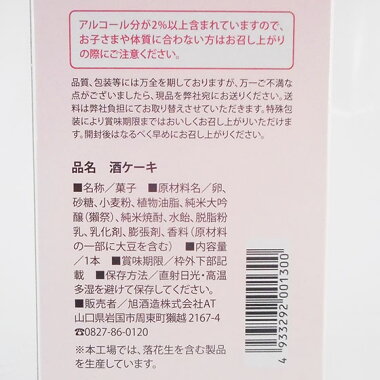 アルコール分が2%以上含まれていますので、
お子さまや体質に合わない方はお召し上がり
の際にご注意ください。
品質、包装等には万全を期しておりますが、万一ご不満な
点がございましたら、現品を弊社宛にお送りください。送
料は弊社負担にてお取り替えさせていただきます。特殊包
装により賞味期限まではおいしくお召し上がりいただけま
す。開封後はなるべく早めにお召し上がりください。
品名 酒ケーキ
■名称／菓子 ■原材料名／卵、
砂糖、小麦粉、植物油脂、純米大吟
醸(獺祭)、純米焼酎、水飴、脱脂粉
乳、乳化剤、膨張剤、香料(原材料
の一部に大豆を含む) ■内容量
／1本 ■賞味期限／枠外下部記
載 ■保存方法／直射日光・高温
多湿を避けて保存してください。
■販売者／旭酒造株式会社AT
山口県岩国市周東町獺越2167-4
☎0827-86-0120
※本工場では、落花生を含む製品
を生産しています。
4 933292 001300